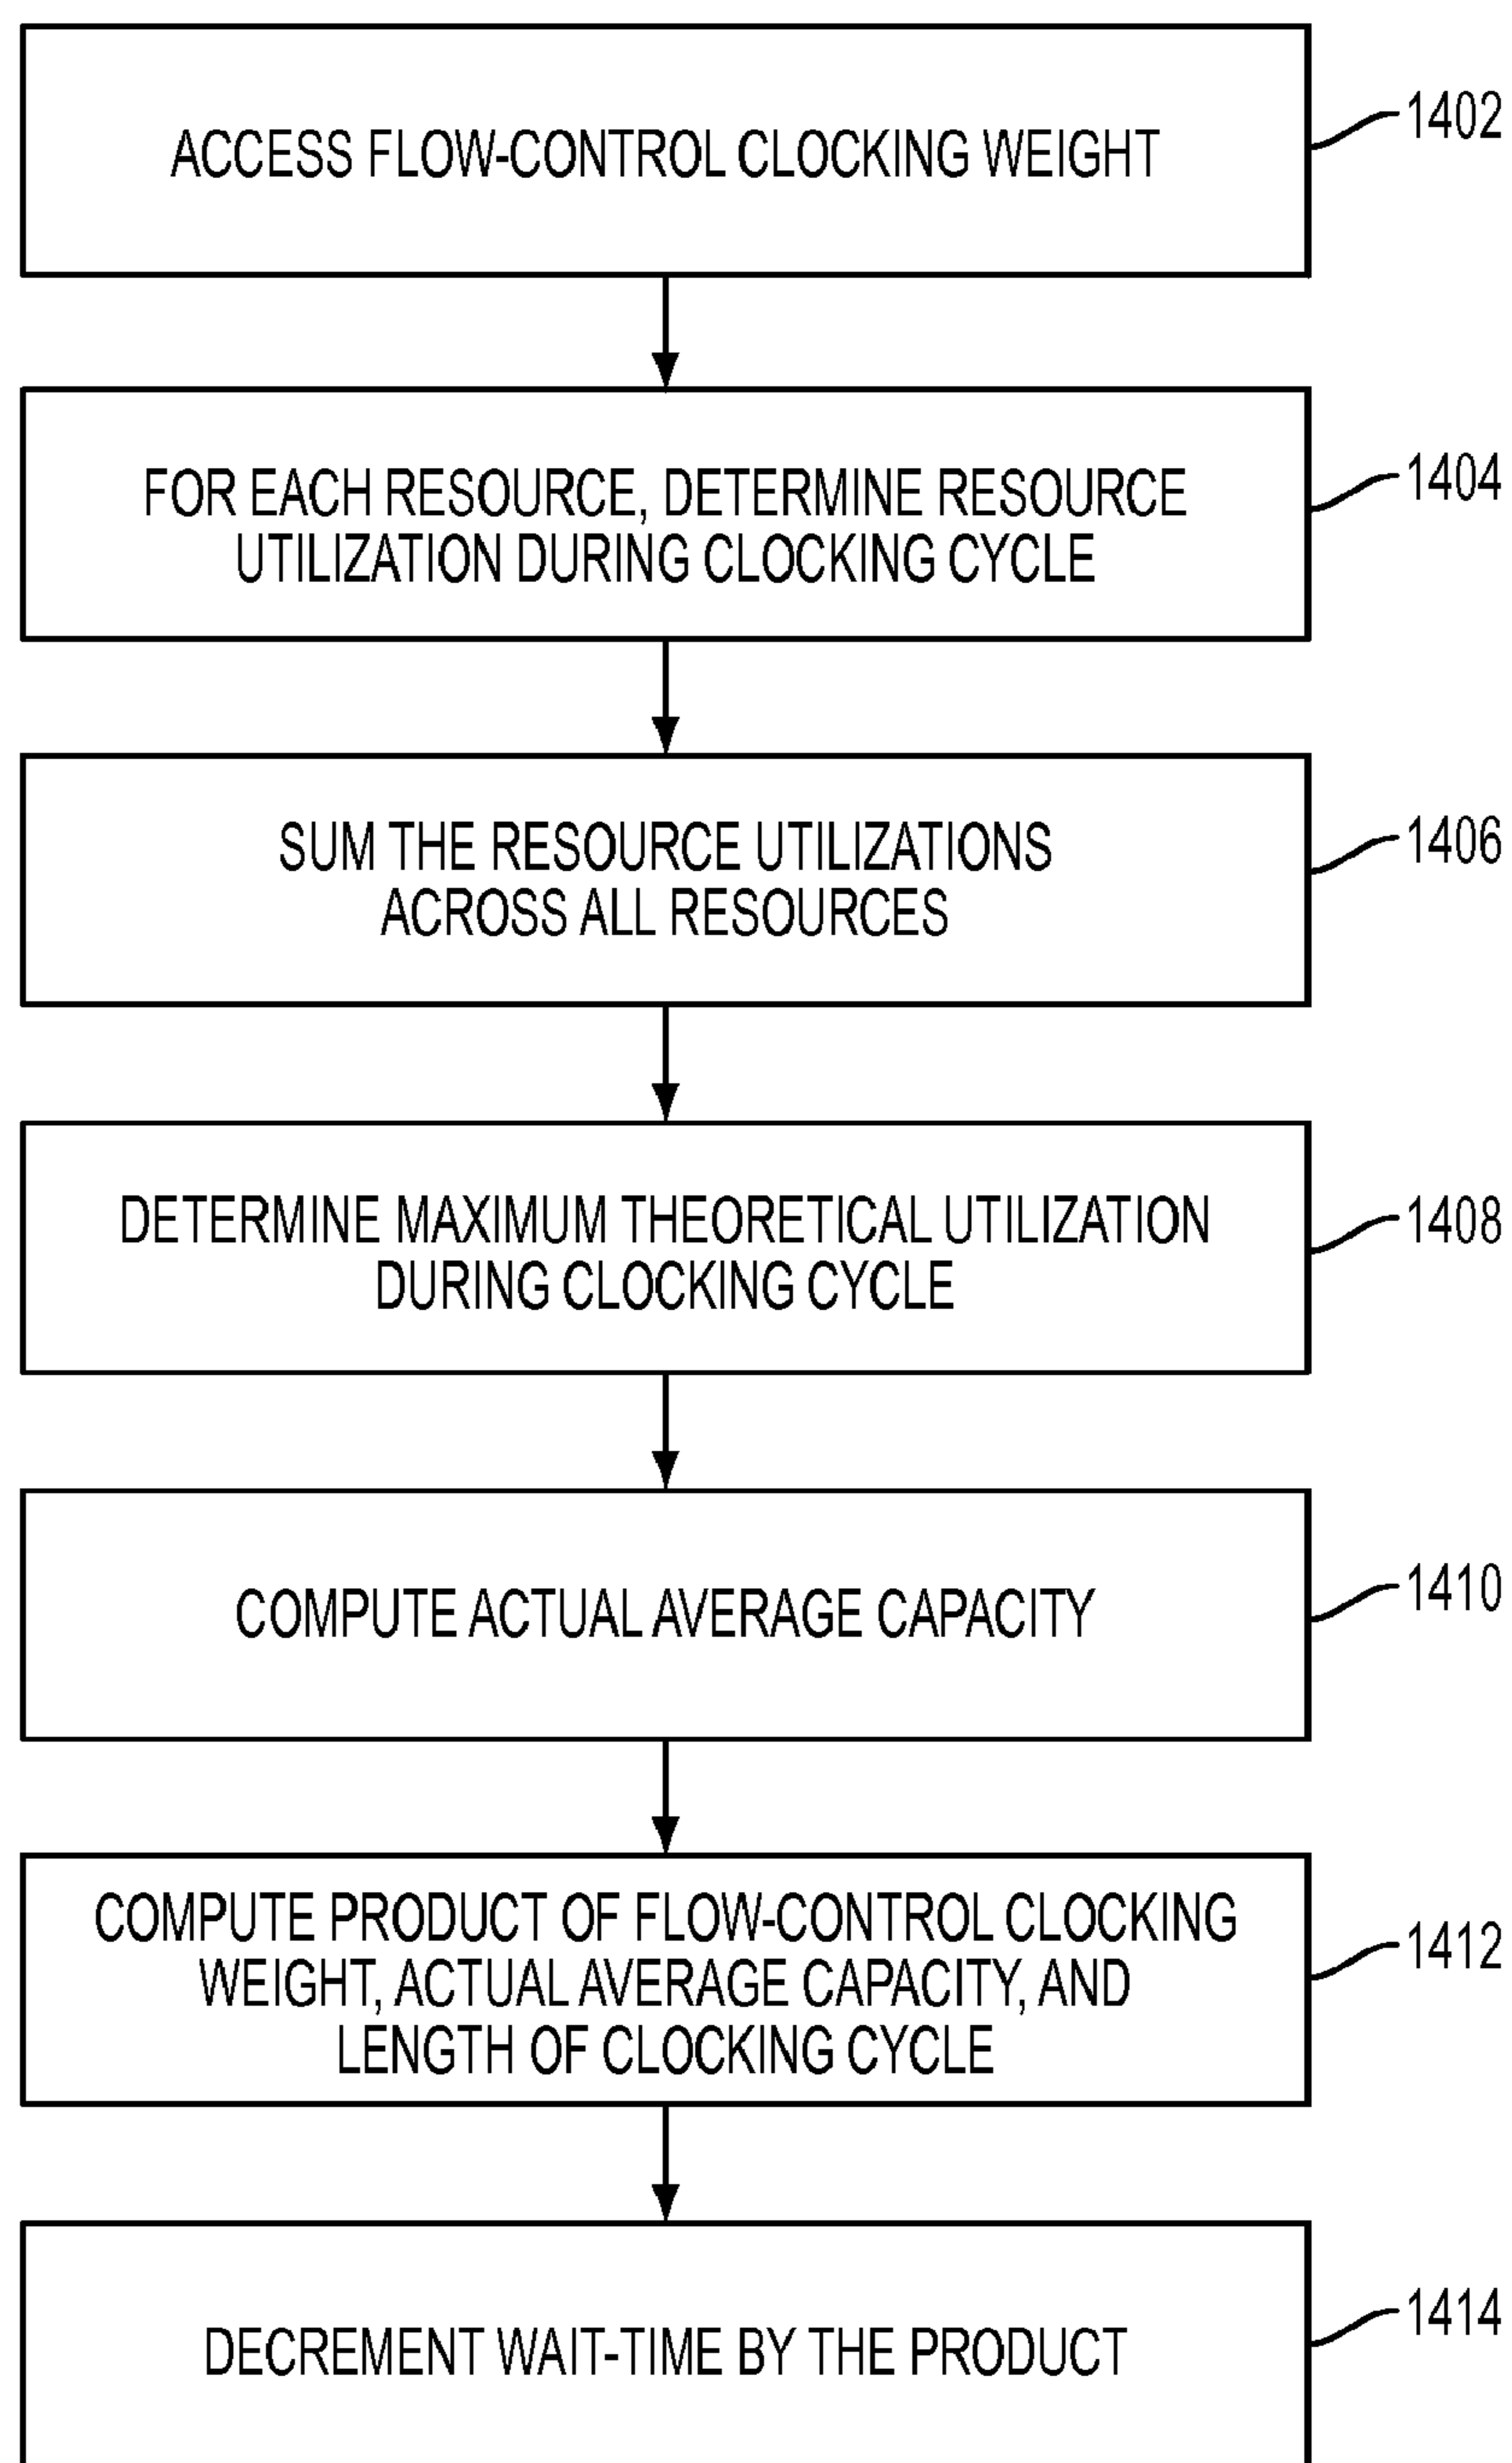 ACCESS FLOW-CONTROL CLOCKING WEIGHT
1402
FOR EACH RESOURCE, DETERMINE RESOURCE
UTILIZATION DURING CLOCKING CYCLE
1404
SUM THE RESOURCE UTILIZATIONS
ACROSS ALL RESOURCES
1406
DETERMINE MAXIMUM THEORETICAL UTILIZATION
DURING CLOCKING CYCLE
1408
COMPUTE ACTUAL AVERAGE CAPACITY
1410
COMPUTE PRODUCT OF FLOW-CONTROL CLOCKING
WEIGHT, ACTUAL AVERAGE CAPACITY, AND
LENGTH OF CLOCKING CYCLE
1412
DECREMENT WAIT-TIME BY THE PRODUCT
1414